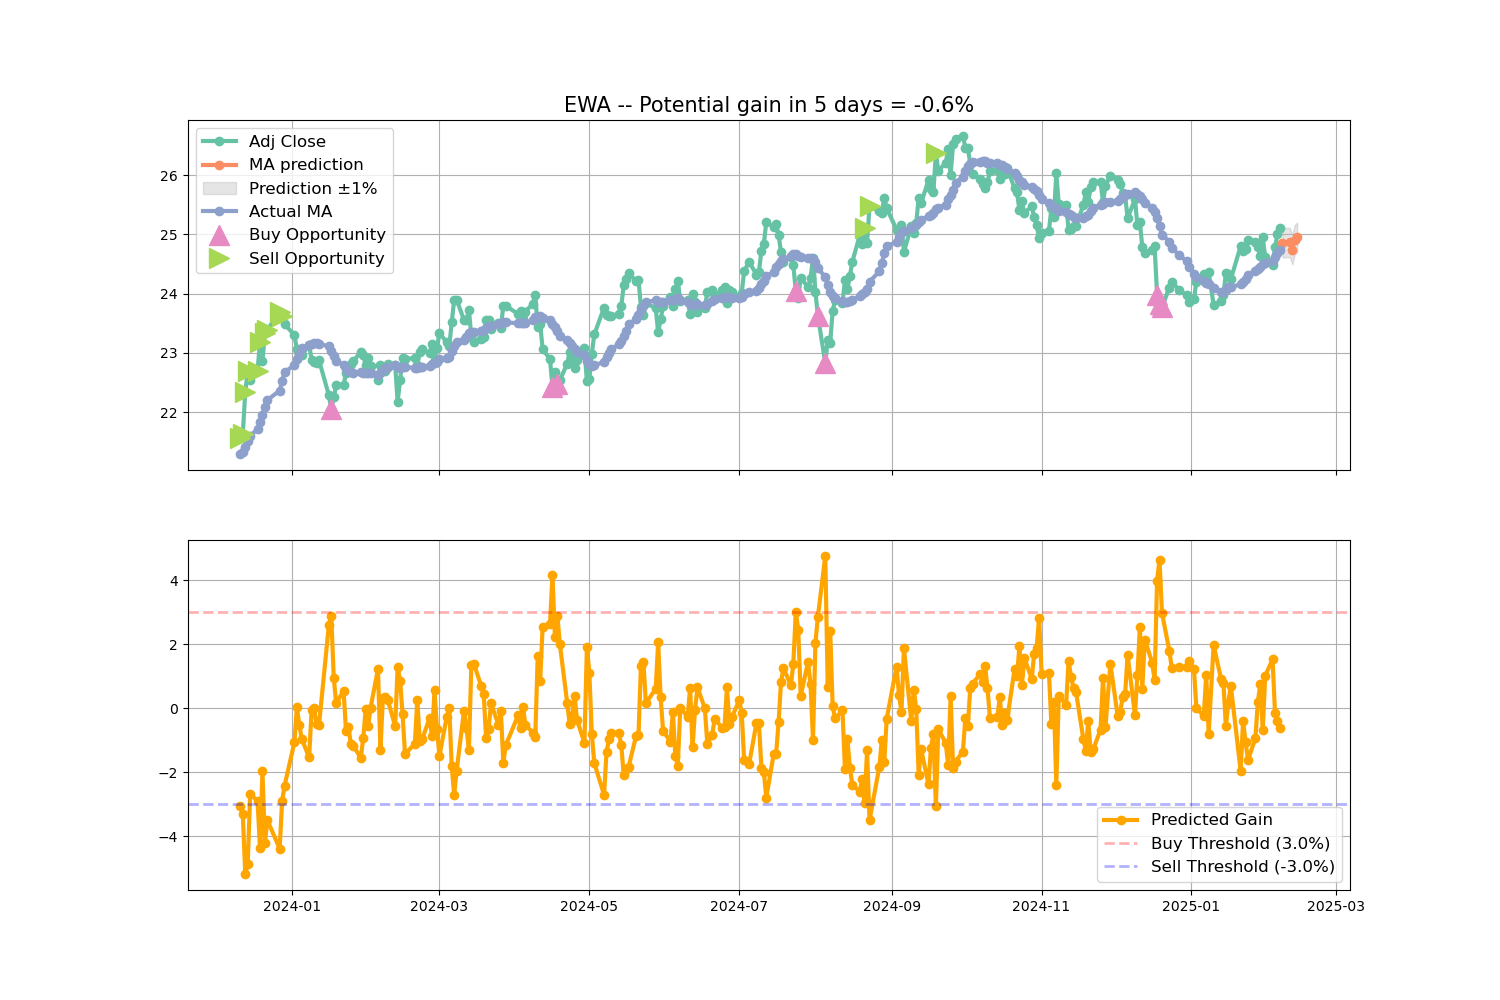 EWA -- Potential gain in 5 days = -0.6%
Adj Close
MA prediction
Prediction ±1%
Actual MA
Buy Opportunity
Sell Opportunity
26
25
24
23
22
4
2
0
−2
−4
Predicted Gain
Buy Threshold (3.0%)
Sell Threshold (-3.0%)
2024-01 2024-03 2024-05 2024-07 2024-09 2024-11 2025-01 2025-03